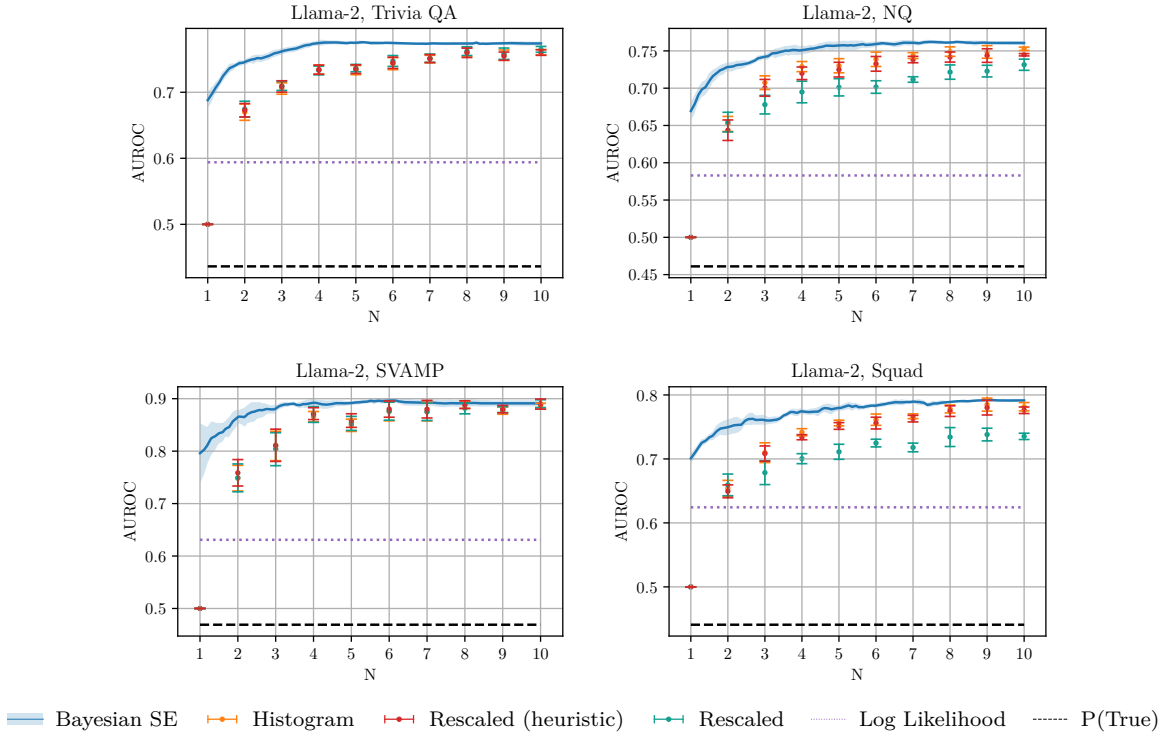 Llama-2, Trivia QA
AUROC
0.7
0.6
0.5
1 2 3 4 5 6 7 8 9 10
N
Llama-2, NQ
AUROC
0.75
0.70
0.65
0.60
0.55
0.50
0.45
1 2 3 4 5 6 7 8 9 10
N
Llama-2, SVAMP
AUROC
0.9
0.8
0.7
0.6
0.5
1 2 3 4 5 6 7 8 9 10
N
Llama-2, Squad
AUROC
0.8
0.7
0.6
0.5
1 2 3 4 5 6 7 8 9 10
N
Bayesian SE Histogram Rescaled (heuristic) Rescaled Log Likelihood P(True)